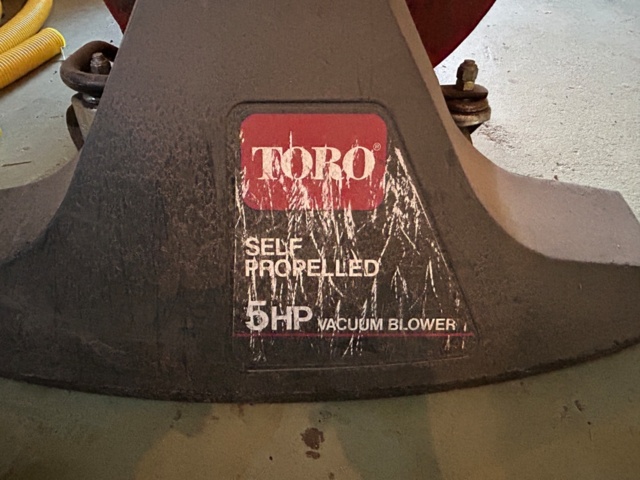 TORO®
SELF
PROPELLED
5HP VACUUM BLOWER